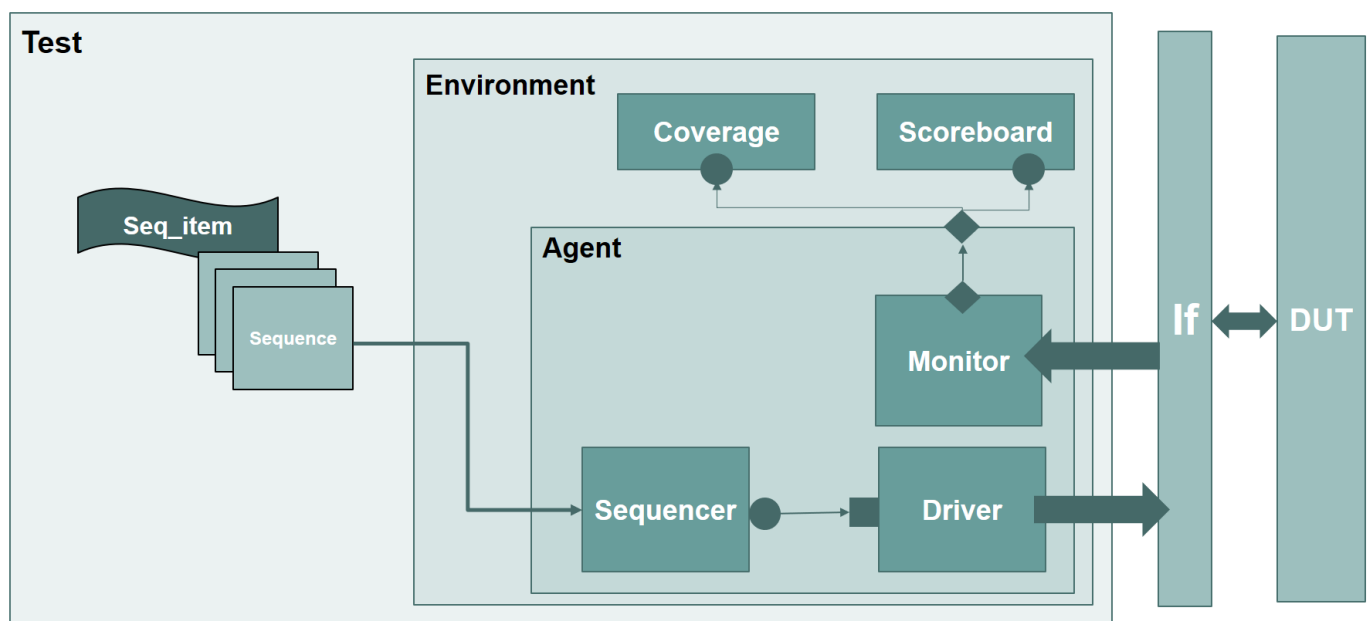 Test
Environment
Coverage
Scoreboard
Seq_item
Agent
Sequence
If
DUT
Monitor
Sequencer
Driver